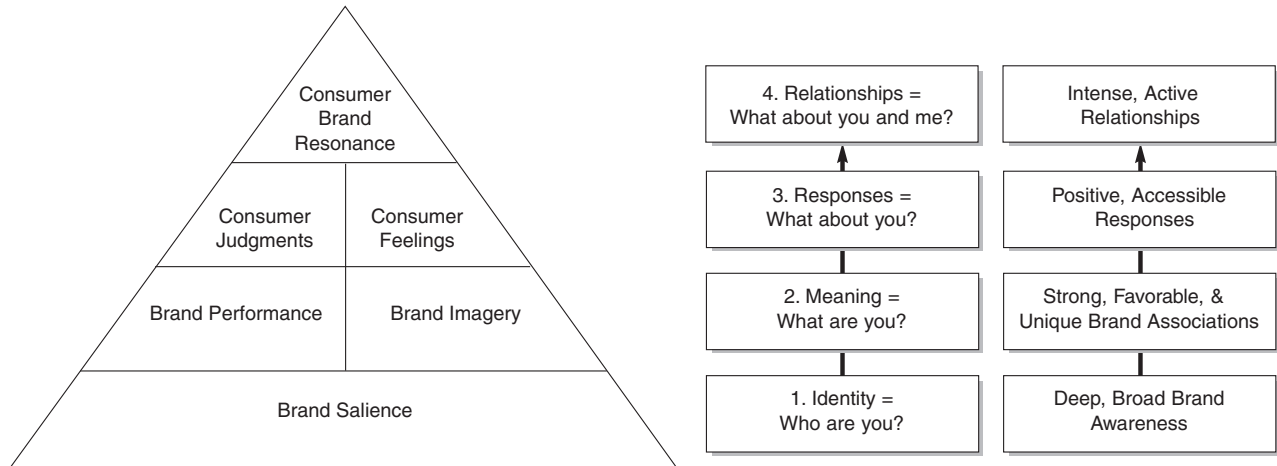 Consumer
Brand
Resonance
Consumer
Judgments
Consumer
Feelings
Brand Performance
Brand Imagery
Brand Salience
4. Relationships =
What about you and me?
3. Responses =
What about you?
2. Meaning =
What are you?
1. Identity =
Who are you?
Intense, Active
Relationships
Positive, Accessible
Responses
Strong, Favorable, &
Unique Brand Associations
Deep, Broad Brand
Awareness